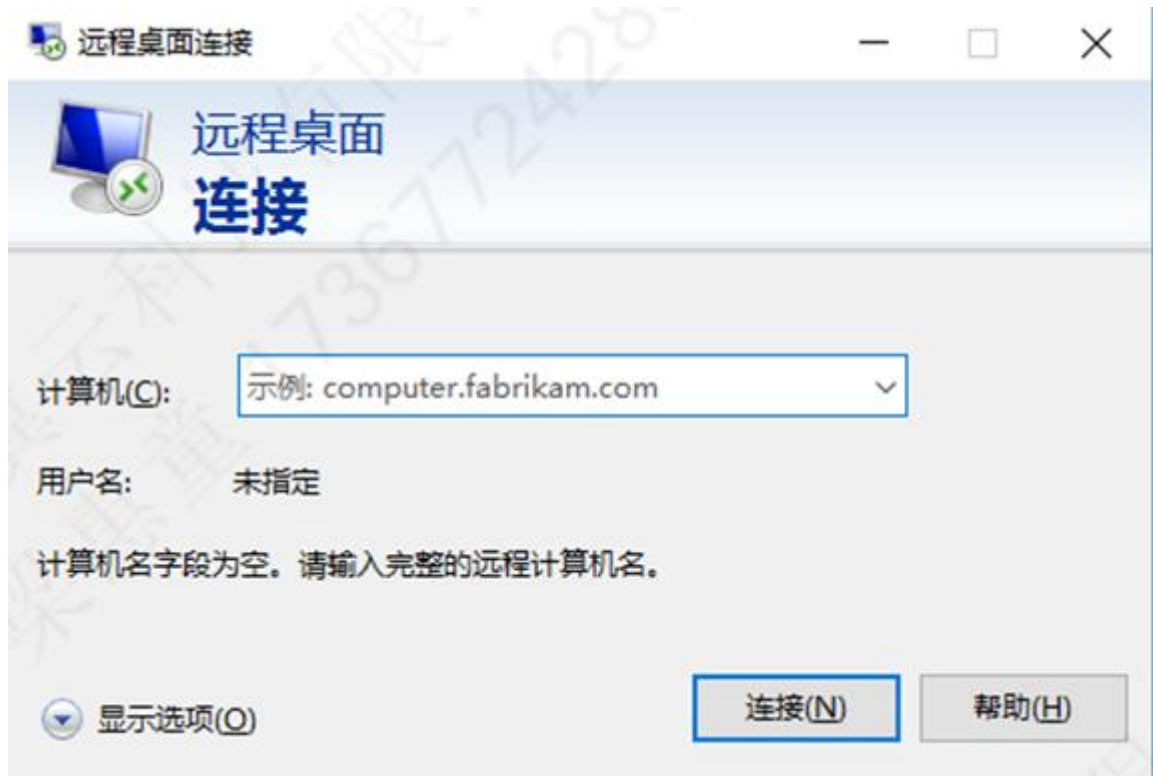 远程桌面连接
远程桌面
连接
计算机(C): 示例: computer.fabrikam.com
用户名: 未指定
计算机名字段为空。请输入完整的远程计算机名。
显示选项(O) 连接(N) 帮助(H)